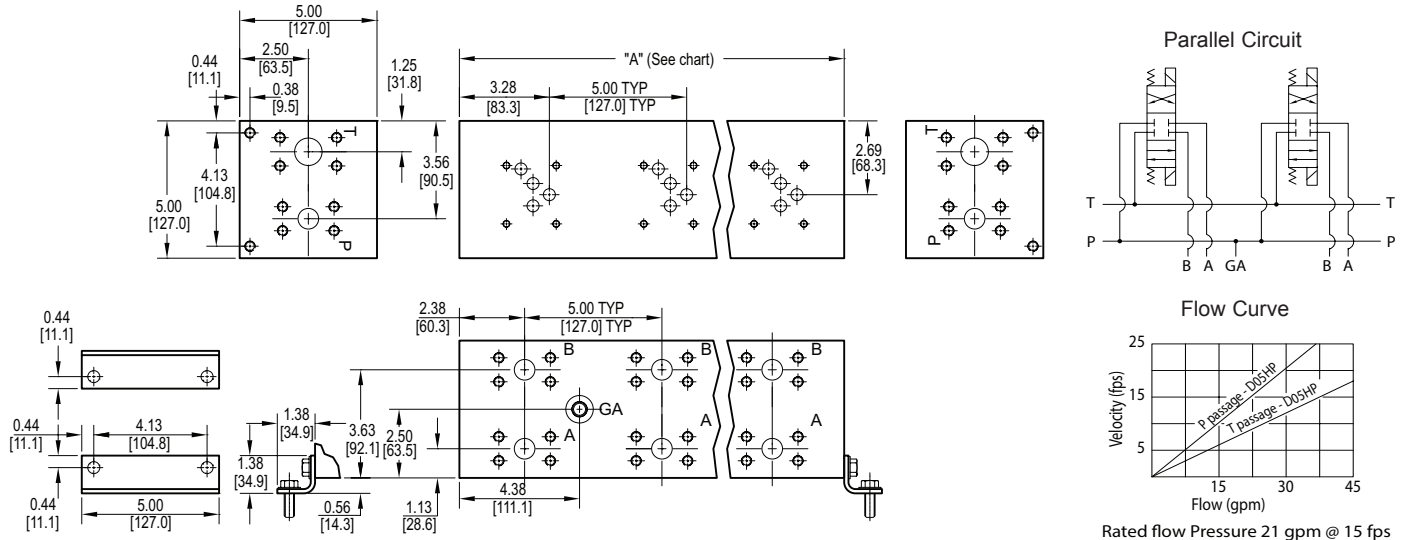 5.00
[127.0]
2.50
[63.5]
0.44
[11.1]
0.38
[9.5]
1.25
[31.8]
4.13
[104.8]
5.00
[127.0]
3.56
[90.5]
T
P
"A" (See chart)
3.28
[83.3]
5.00 TYP
[127.0] TYP
2.69
[68.3]
T
P
Parallel Circuit
T
T
P
P
B A GA B A
0.44
[11.1]
0.44
[11.1]
4.13
[104.8]
0.44
[11.1]
5.00
[127.0]
1.38
[34.9]
1.38
[34.9]
0.56
[14.3]
2.38
[60.3]
5.00 TYP
[127.0] TYP
3.63
[92.1]
2.50
[63.5]
B
B
B
GA
A
A
A
4.38
[111.1]
1.13
[28.6]
Flow Curve
25
15
5
Velocity (fps)
P passage - D05HP
T passage - D05HP
15 30 45
Flow (gpm)
Rated flow Pressure 21 gpm @ 15 fps